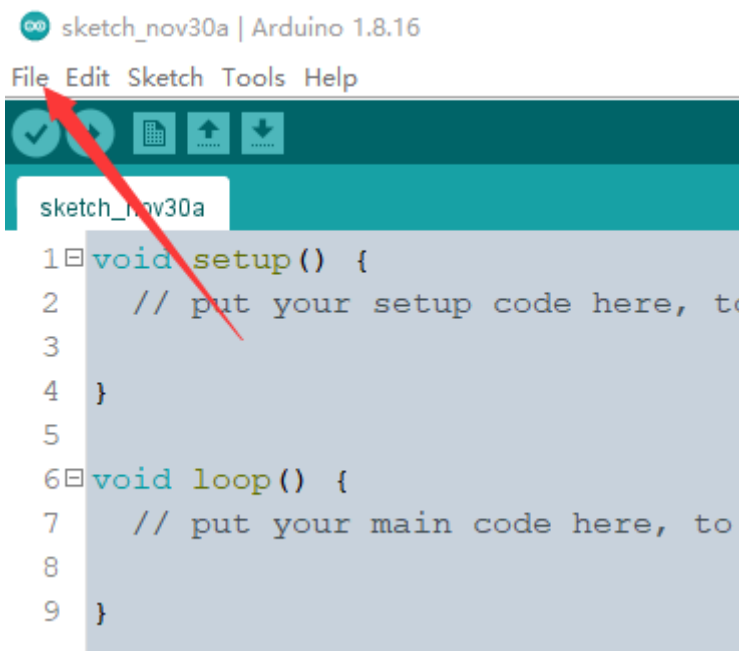 sketch_nov30a | Arduino 1.8.16
File Edit Sketch Tools Help
sketch_nov30a
1 void setup() {
2 // put your setup code here, to
3
4 }
5
6 void loop() {
7 // put your main code here, to
8
9 }